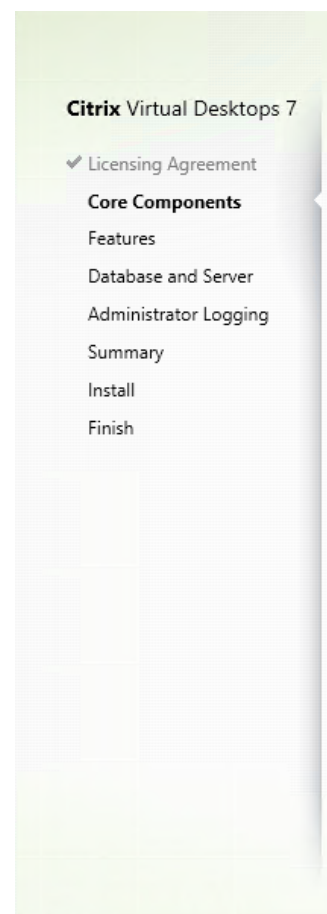 Citrix Virtual Desktops 7
✔ Licensing Agreement
Core Components
Features
Database and Server
Administrator Logging
Summary
Install
Finish